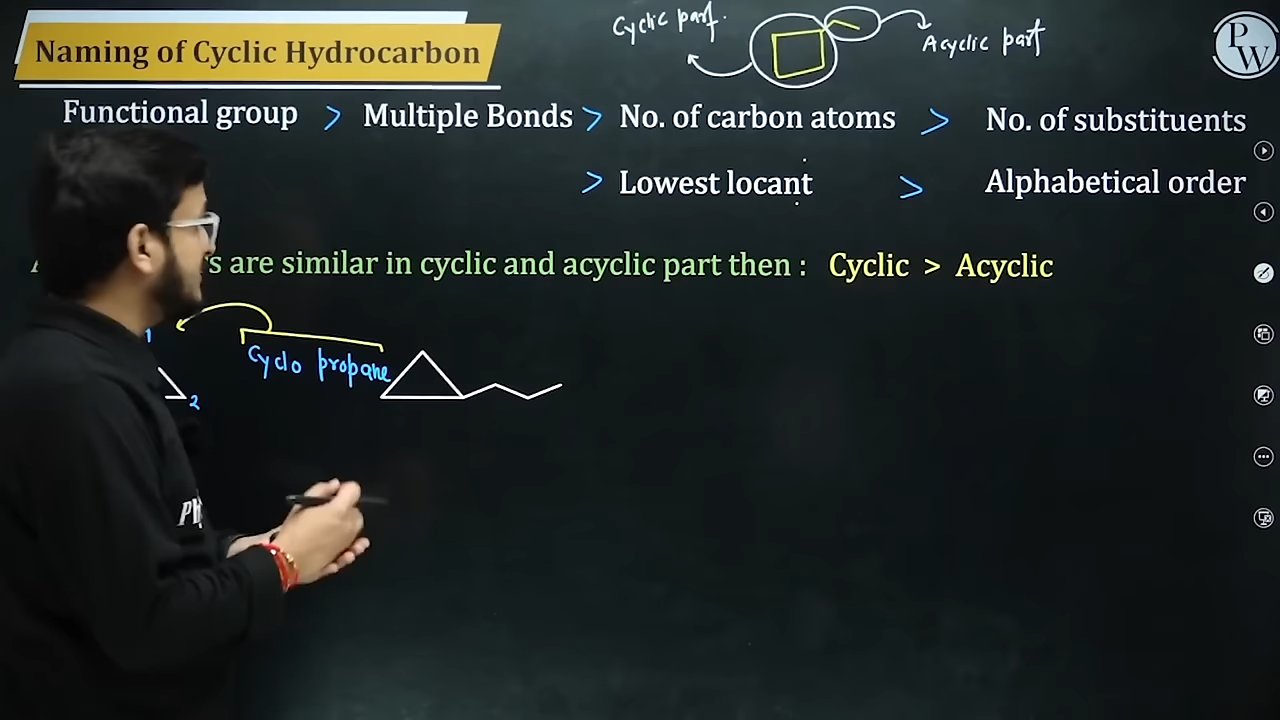 Naming of Cyclic Hydrocarbon
Cyclic part.
Acyclic part
PW
Functional group > Multiple Bonds > No. of carbon atoms > No. of substituents
> Lowest locant > Alphabetical order
s are similar in cyclic and acyclic part then : Cyclic > Acyclic
1
Cyclo propane
2